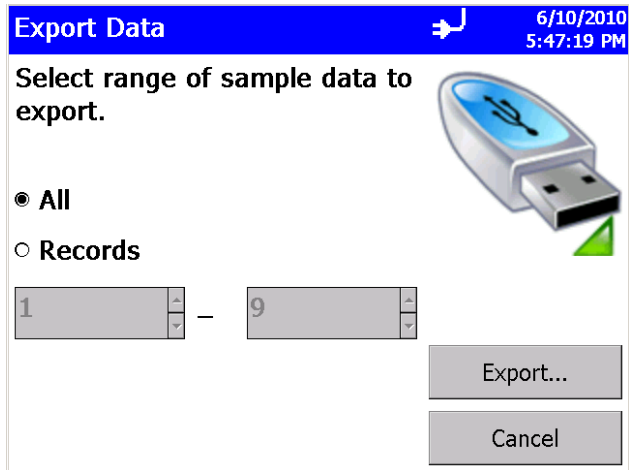 Export Data
6/10/2010
5:47:19 PM
Select range of sample data to
export.
All
Records
1 – 9
Export...
Cancel